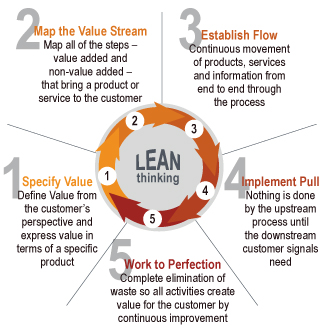 2
Map the Value Stream
Map all of the steps –
value added and
non-value added –
that bring a product or
service to the customer
3
Establish Flow
Continuous movement
of products, services
and information from
end to end through
the process
1
Specify Value
Define Value from
the customer's
perspective and
express value in
terms of a specific
product
4
Implement Pull
Nothing is done
by the upstream
process until
the downstream
customer signals
need
5
Work to Perfection
Complete elimination of
waste so all activities create
value for the customer by
continuous improvement
2
3
1
LEAN
thinking
4
5